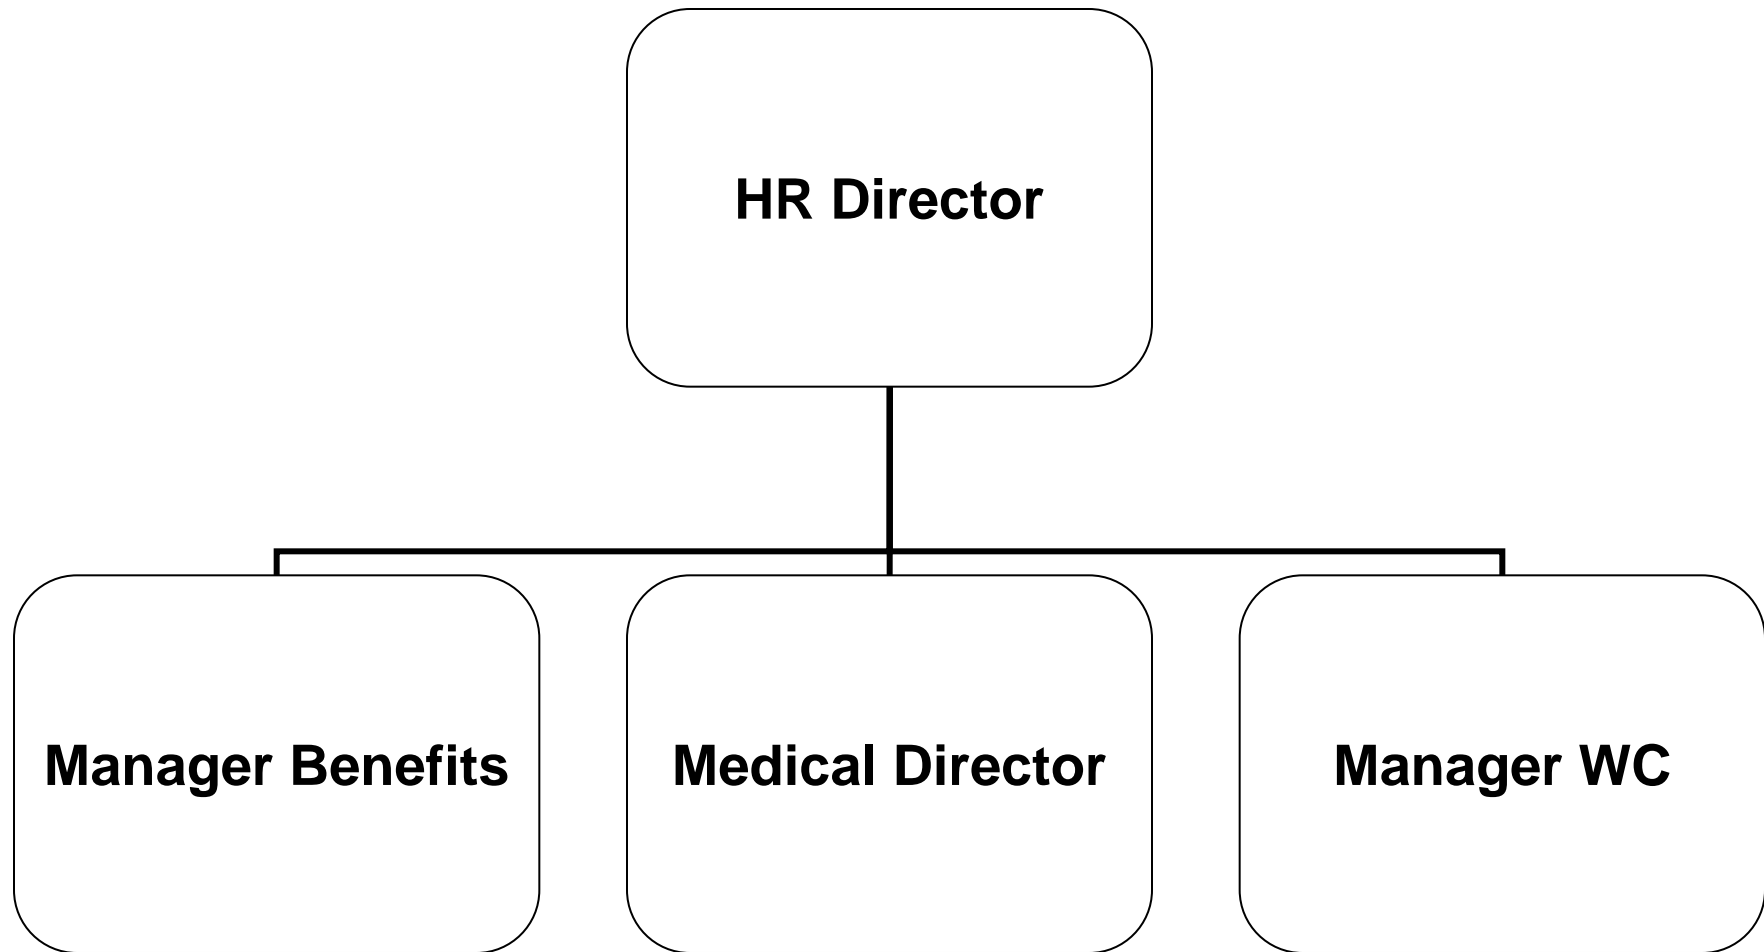 HR Director
Manager Benefits
Medical Director
Manager WC